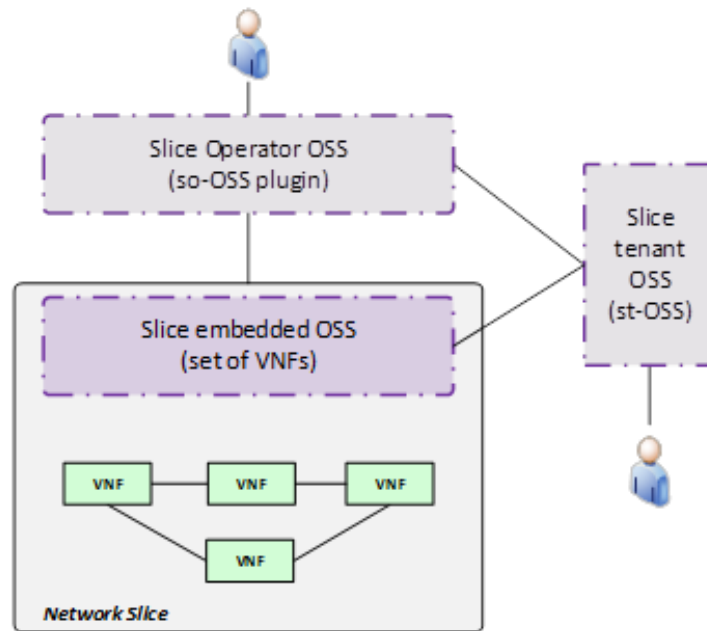 Slice Operator OSS
(so-OSS plugin)
Slice
tenant
OSS
(st-OSS)
Slice embedded OSS
(set of VNFs)
VNF
VNF
VNF
VNF
Network Slice